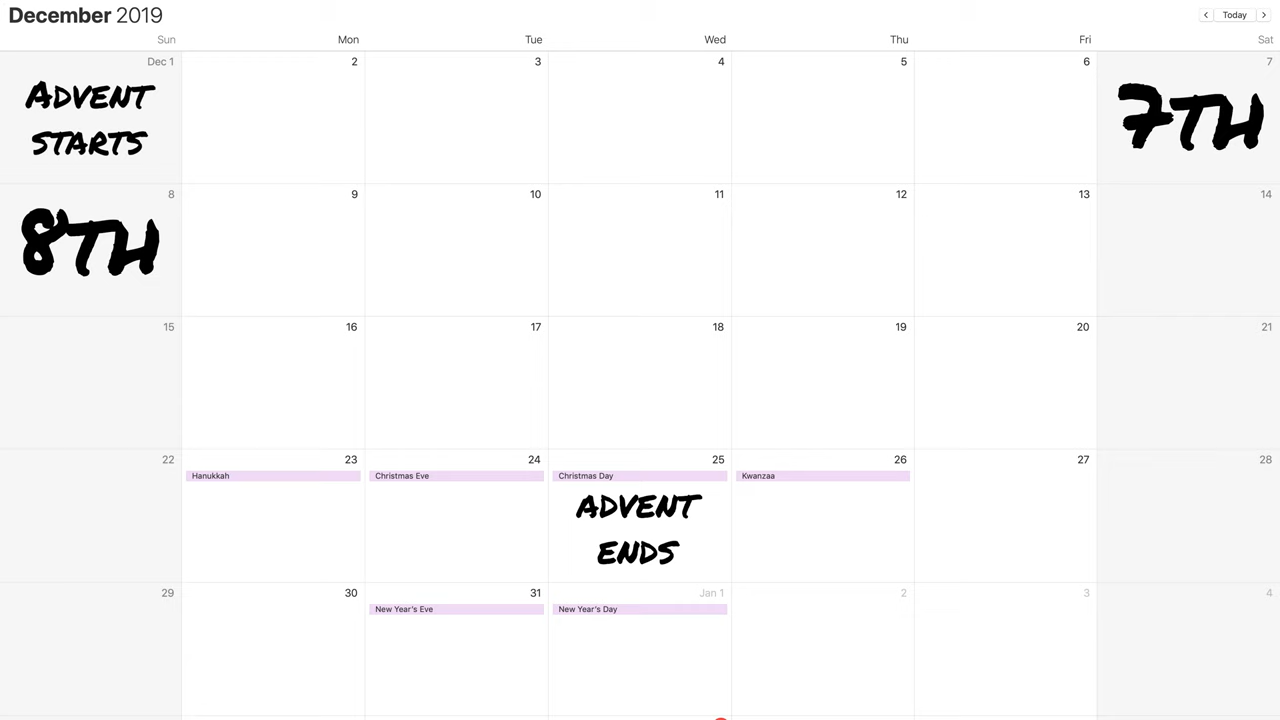 December 2019
Today
Sun Mon Tue Wed Thu Fri Sat
Dec 1 2 3 4 5 6 7
ADVENT
STARTS
7TH
8 9 10 11 12 13 14
8TH
15 16 17 18 19 20 21
22 23 24 25 26 27 28
Hanukkah Christmas Eve Christmas Day Kwanzaa
ADVENT
ENDS
29 30 31 Jan 1 2 3 4
New Year's Eve New Year's Day